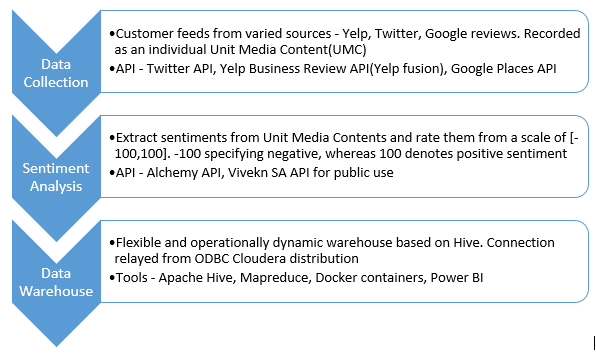 Data
Collection
•Customer feeds from varied sources - Yelp, Twitter, Google reviews. Recorded
as an individual Unit Media Content(UMC)
•API - Twitter API, Yelp Business Review API(Yelp fusion), Google Places API
Sentiment
Analysis
•Extract sentiments from Unit Media Contents and rate them from a scale of [-
100,100]. -100 specifying negative, whereas 100 denotes positive sentiment
•API - Alchemy API, Vivekn SA API for public use
Data
Warehouse
•Flexible and operationally dynamic warehouse based on Hive. Connection
relayed from ODBC Cloudera distribution
•Tools - Apache Hive, Mapreduce, Docker containers, Power BI